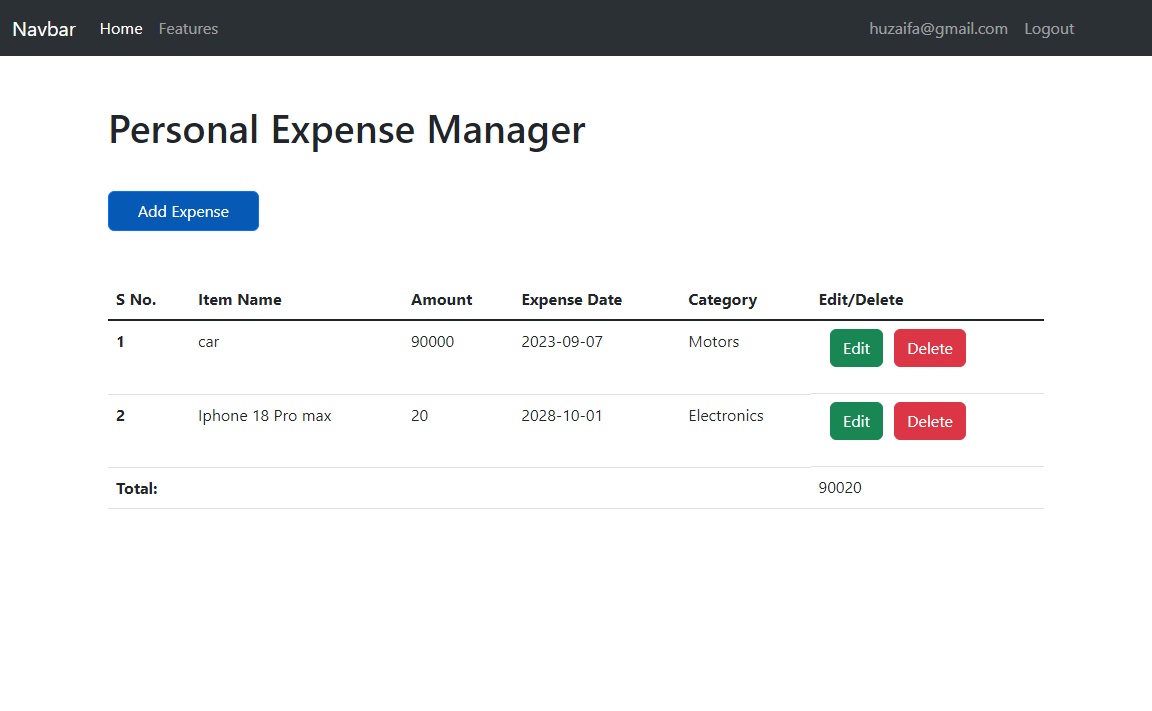 Navbar Home Features huzaifa@gmail.com Logout
Personal Expense Manager
Add Expense
S No. Item Name Amount Expense Date Category Edit/Delete
1 car 90000 2023-09-07 Motors Edit Delete
2 Iphone 18 Pro max 20 2028-10-01 Electronics Edit Delete
Total: 90020